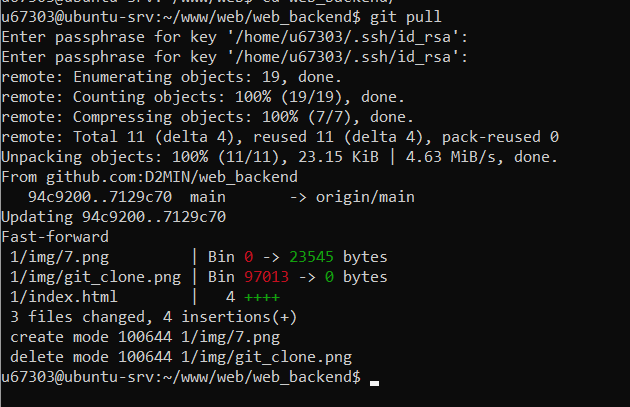 u67303@ubuntu-srv:~/www/web/web_backend$ git pull
Enter passphrase for key '/home/u67303/.ssh/id_rsa':
Enter passphrase for key '/home/u67303/.ssh/id_rsa':
remote: Enumerating objects: 19, done.
remote: Counting objects: 100% (19/19), done.
remote: Compressing objects: 100% (7/7), done.
remote: Total 11 (delta 4), reused 11 (delta 4), pack-reused 0
Unpacking objects: 100% (11/11), 23.15 KiB | 4.63 MiB/s, done.
From github.com:D2MIN/web_backend
   94c9200..7129c70  main       -> origin/main
Updating 94c9200..7129c70
Fast-forward
 1/img/7.png         | Bin 0 -> 23545 bytes
 1/img/git_clone.png | Bin 97013 -> 0 bytes
 1/index.html        |   4 ++++
 3 files changed, 4 insertions(+)
 create mode 100644 1/img/7.png
 delete mode 100644 1/img/git_clone.png
u67303@ubuntu-srv:~/www/web/web_backend$